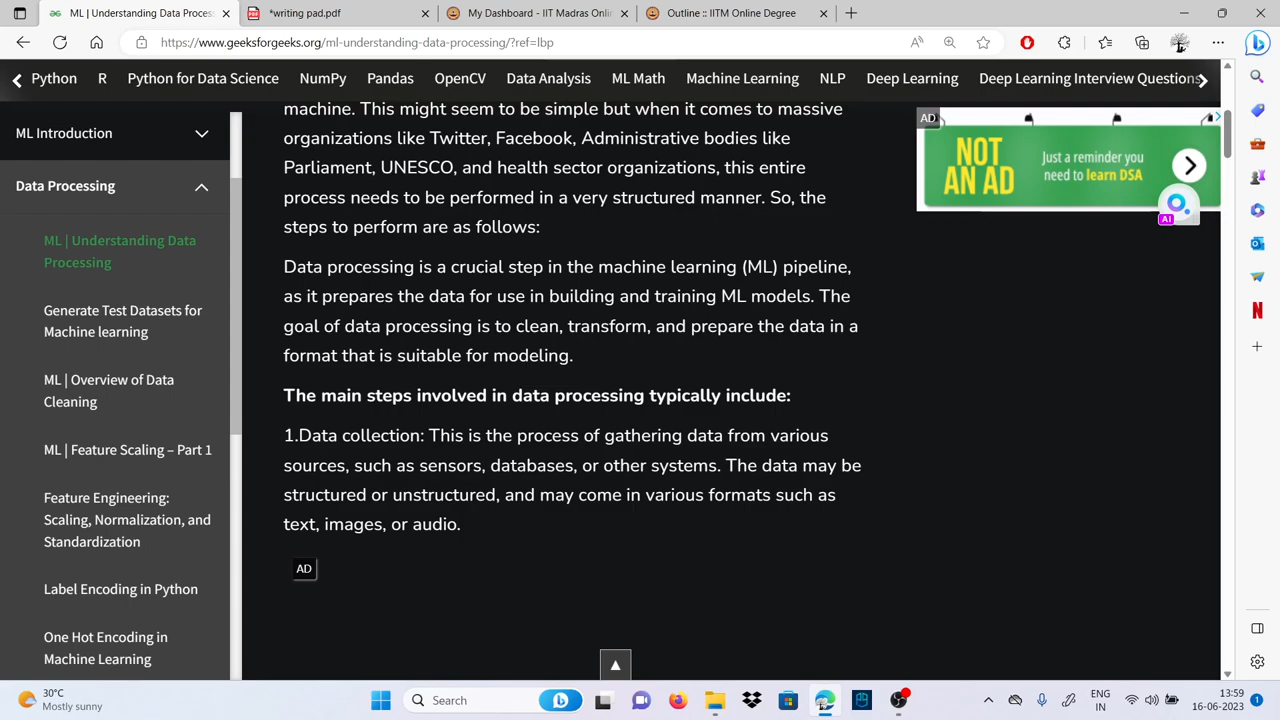 ML | Understanding Data Process
*writing pad.pdf
My Dashboard - IIT Madras Onli
Outline :: IITM Online Degree
https://www.geeksforgeeks.org/ml-understanding-data-processing/?ref=lbp
Python R Python for Data Science NumPy Pandas OpenCV Data Analysis ML Math Machine Learning NLP Deep Learning Deep Learning Interview Questions
ML Introduction
Data Processing
ML | Understanding Data
Processing
Generate Test Datasets for
Machine learning
ML | Overview of Data
Cleaning
ML | Feature Scaling – Part 1
Feature Engineering:
Scaling, Normalization, and
Standardization
Label Encoding in Python
One Hot Encoding in
Machine Learning
machine. This might seem to be simple but when it comes to massive
organizations like Twitter, Facebook, Administrative bodies like
Parliament, UNESCO, and health sector organizations, this entire
process needs to be performed in a very structured manner. So, the
steps to perform are as follows:
Data processing is a crucial step in the machine learning (ML) pipeline,
as it prepares the data for use in building and training ML models. The
goal of data processing is to clean, transform, and prepare the data in a
format that is suitable for modeling.
The main steps involved in data processing typically include:
1.Data collection: This is the process of gathering data from various
sources, such as sensors, databases, or other systems. The data may be
structured or unstructured, and may come in various formats such as
text, images, or audio.
AD
AD
NOT
AN AD
Just a reminder you
need to learn DSA
AI
30°C
Mostly sunny
Search
ENG
IN
13:59
16-06-2023
1